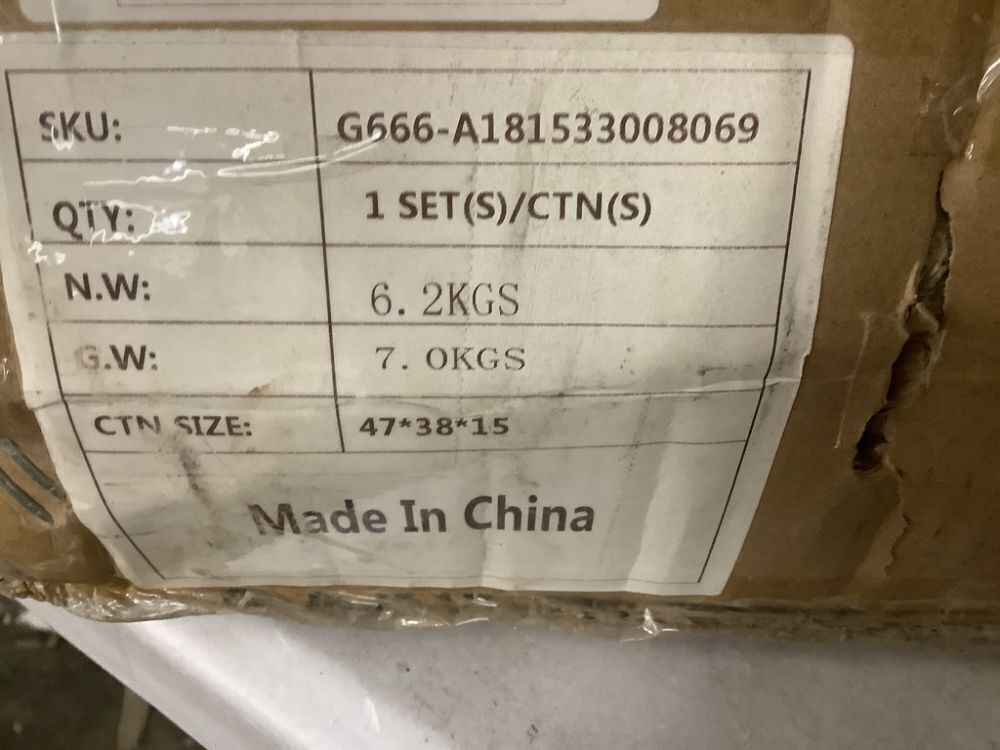 SKU: G666-A181533008069
QTY: 1 SET(S)/CTN(S)
N.W: 6.2KGS
G.W: 7.0KGS
CTN SIZE: 47*38*15
Made In China